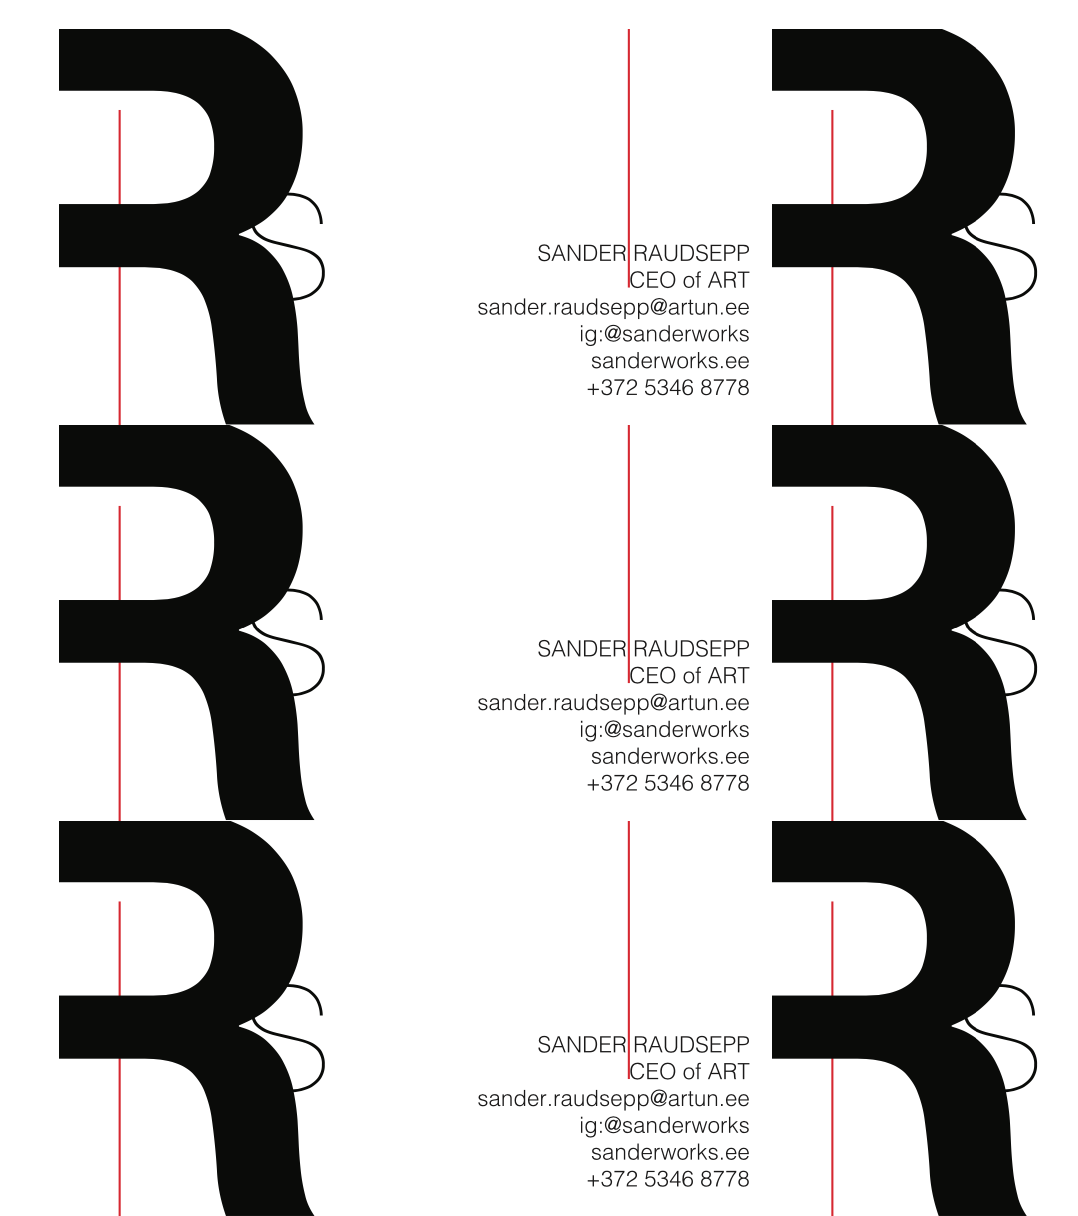 R
S
R
S
SANDER RAUDSEPP
CEO of ART
sander.raudsepp@artun.ee
ig:@sanderworks
sanderworks.ee
+372 5346 8778
R
S
R
S
SANDER RAUDSEPP
CEO of ART
sander.raudsepp@artun.ee
ig:@sanderworks
sanderworks.ee
+372 5346 8778
R
S
R
S
SANDER RAUDSEPP
CEO of ART
sander.raudsepp@artun.ee
ig:@sanderworks
sanderworks.ee
+372 5346 8778